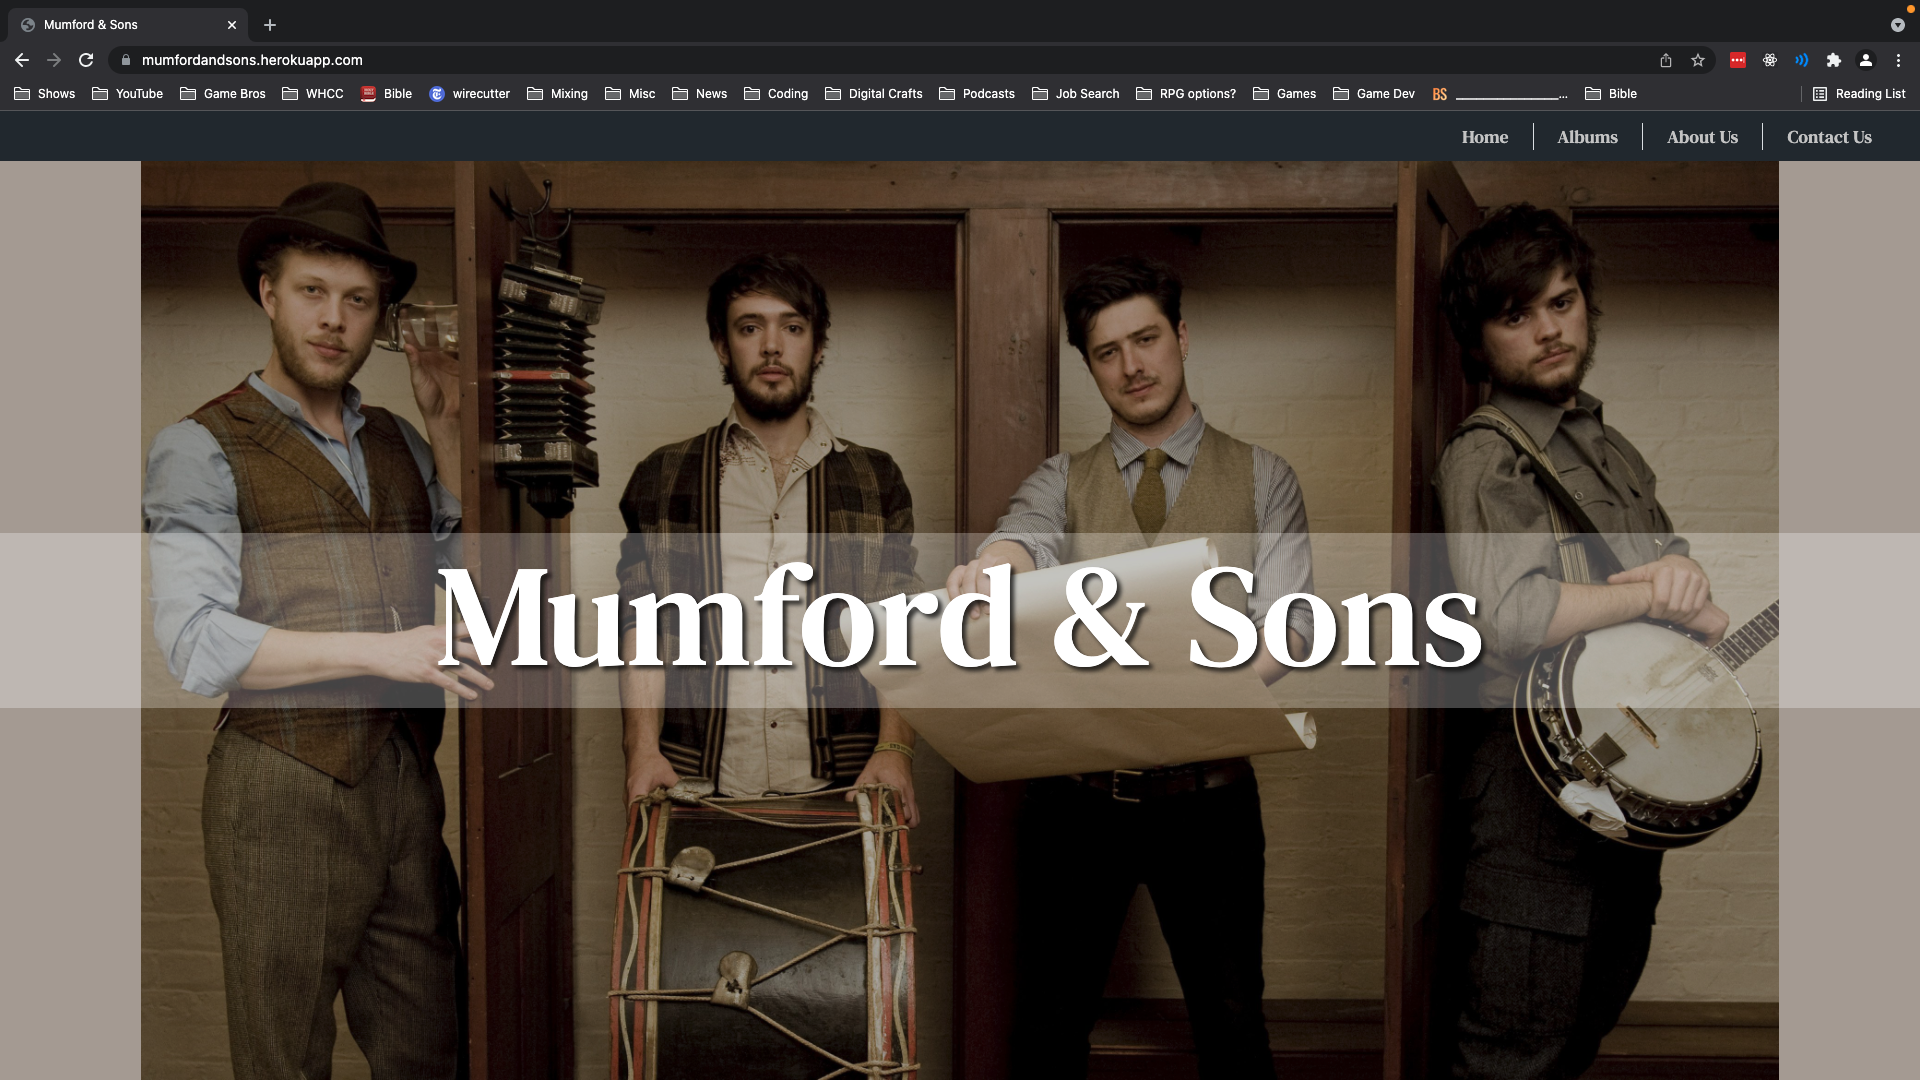 Mumford & Sons
mumfordandsons.herokuapp.com
Shows YouTube Game Bros WHCC Bible wirecutter Mixing Misc News Coding Digital Crafts Podcasts Job Search RPG options? Games Game Dev BS ________________... Bible Reading List
Home Albums About Us Contact Us
Mumford & Sons